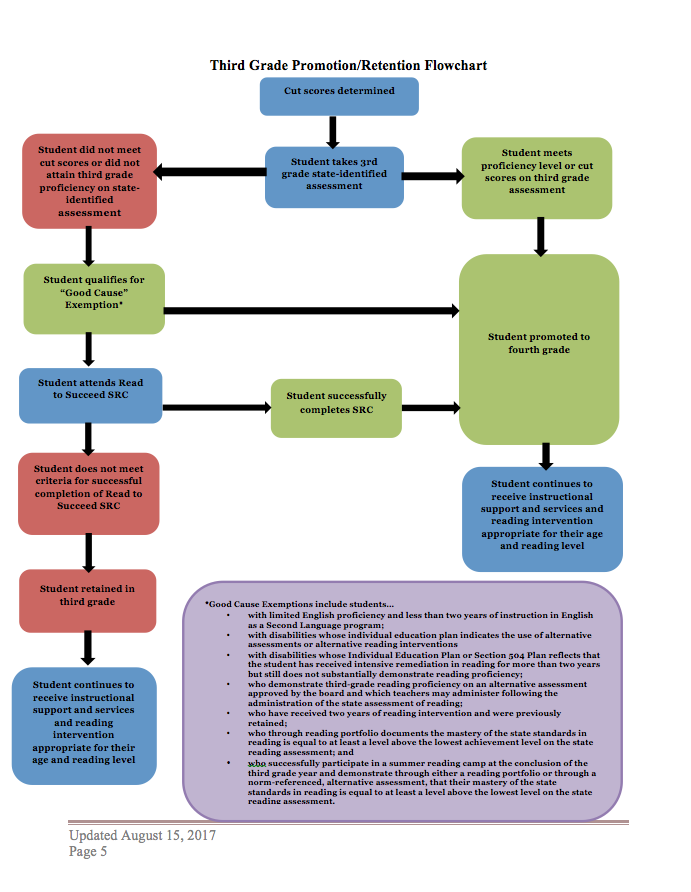 Third Grade Promotion/Retention Flowchart
Cut scores determined
Student did not meet
cut scores or did not
attain third grade
proficiency on state-
identified
assessment
Student takes 3rd
grade state-identified
assessment
Student meets
proficiency level or cut
scores on third grade
assessment
Student qualifies for
“Good Cause”
Exemption*
Student promoted to
fourth grade
Student attends Read
to Succeed SRC
Student successfully
completes SRC
Student does not meet
criteria for successful
completion of Read to
Succeed SRC
Student continues to
receive instructional
support and services and
reading intervention
appropriate for their age
and reading level
Student retained in
third grade
Student continues to
receive instructional
support and services
and reading
intervention
appropriate for their
age and reading level
*Good Cause Exemptions include students...
• with limited English proficiency and less than two years of instruction in English
as a Second Language program;
• with disabilities whose individual education plan indicates the use of alternative
assessments or alternative reading interventions
• with disabilities whose Individual Education Plan or Section 504 Plan reflects that
the student has received intensive remediation in reading for more than two years
but still does not substantially demonstrate reading proficiency;
• who demonstrate third-grade reading proficiency on an alternative assessment
approved by the board and which teachers may administer following the
administration of the state assessment of reading;
• who have received two years of reading intervention and were previously
retained;
• who through reading portfolio documents the mastery of the state standards in
reading is equal to at least a level above the lowest achievement level on the state
reading assessment; and
• who successfully participate in a summer reading camp at the conclusion of the
third grade year and demonstrate through either a reading portfolio or through a
norm-referenced, alternative assessment, that their mastery of the state
standards in reading is equal to at least a level above the lowest level on the state
reading assessment.
Updated August 15, 2017
Page 5